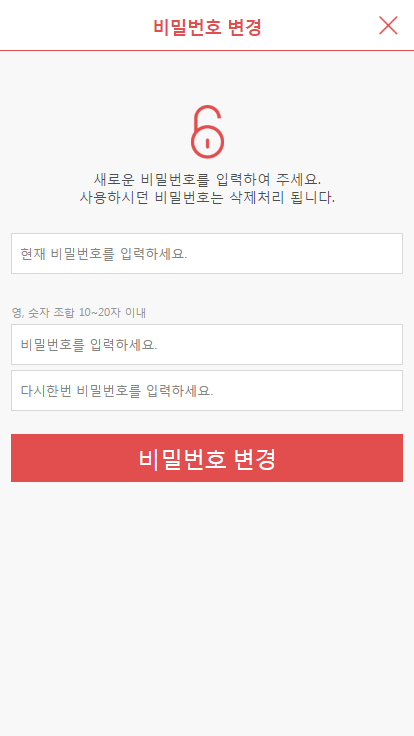 비밀번호 변경
새로운 비밀번호를 입력하여 주세요.
사용하시던 비밀번호는 삭제처리 됩니다.
현재 비밀번호를 입력하세요.
영, 숫자 조합 10~20자 이내
비밀번호를 입력하세요.
다시한번 비밀번호를 입력하세요.
비밀번호 변경